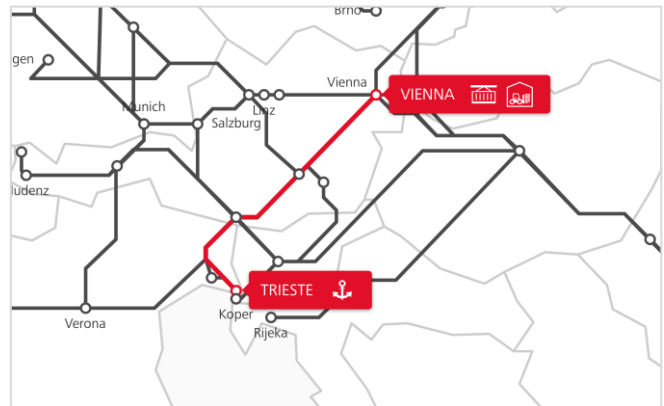 Brno
gen
Vienna
VIENNA
Munich
Linz
Salzburg
ludenz
TRIESTE
Koper
Verona
Rijeka